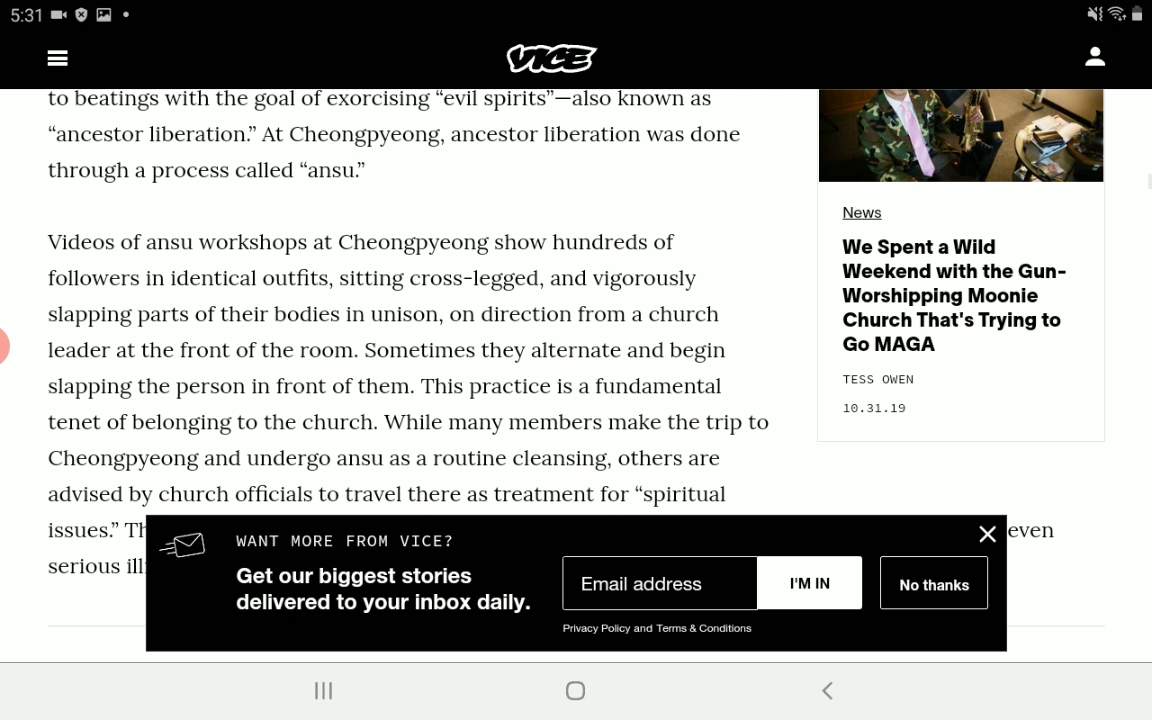 5:31
VICE
to beatings with the goal of exorcising “evil spirits”—also known as
“ancestor liberation.” At Cheongpyeong, ancestor liberation was done
through a process called “ansu.”
Videos of ansu workshops at Cheongpyeong show hundreds of
followers in identical outfits, sitting cross-legged, and vigorously
slapping parts of their bodies in unison, on direction from a church
leader at the front of the room. Sometimes they alternate and begin
slapping the person in front of them. This practice is a fundamental
tenet of belonging to the church. While many members make the trip to
Cheongpyeong and undergo ansu as a routine cleansing, others are
advised by church officials to travel there as treatment for “spiritual
issues.” even
serious
News
We Spent a Wild
Weekend with the Gun-
Worshipping Moonie
Church That's Trying to
Go MAGA
TESS OWEN
10.31.19
WANT MORE FROM VICE?
Get our biggest stories
delivered to your inbox daily.
Email address
I'M IN
No thanks
Privacy Policy and Terms & Conditions